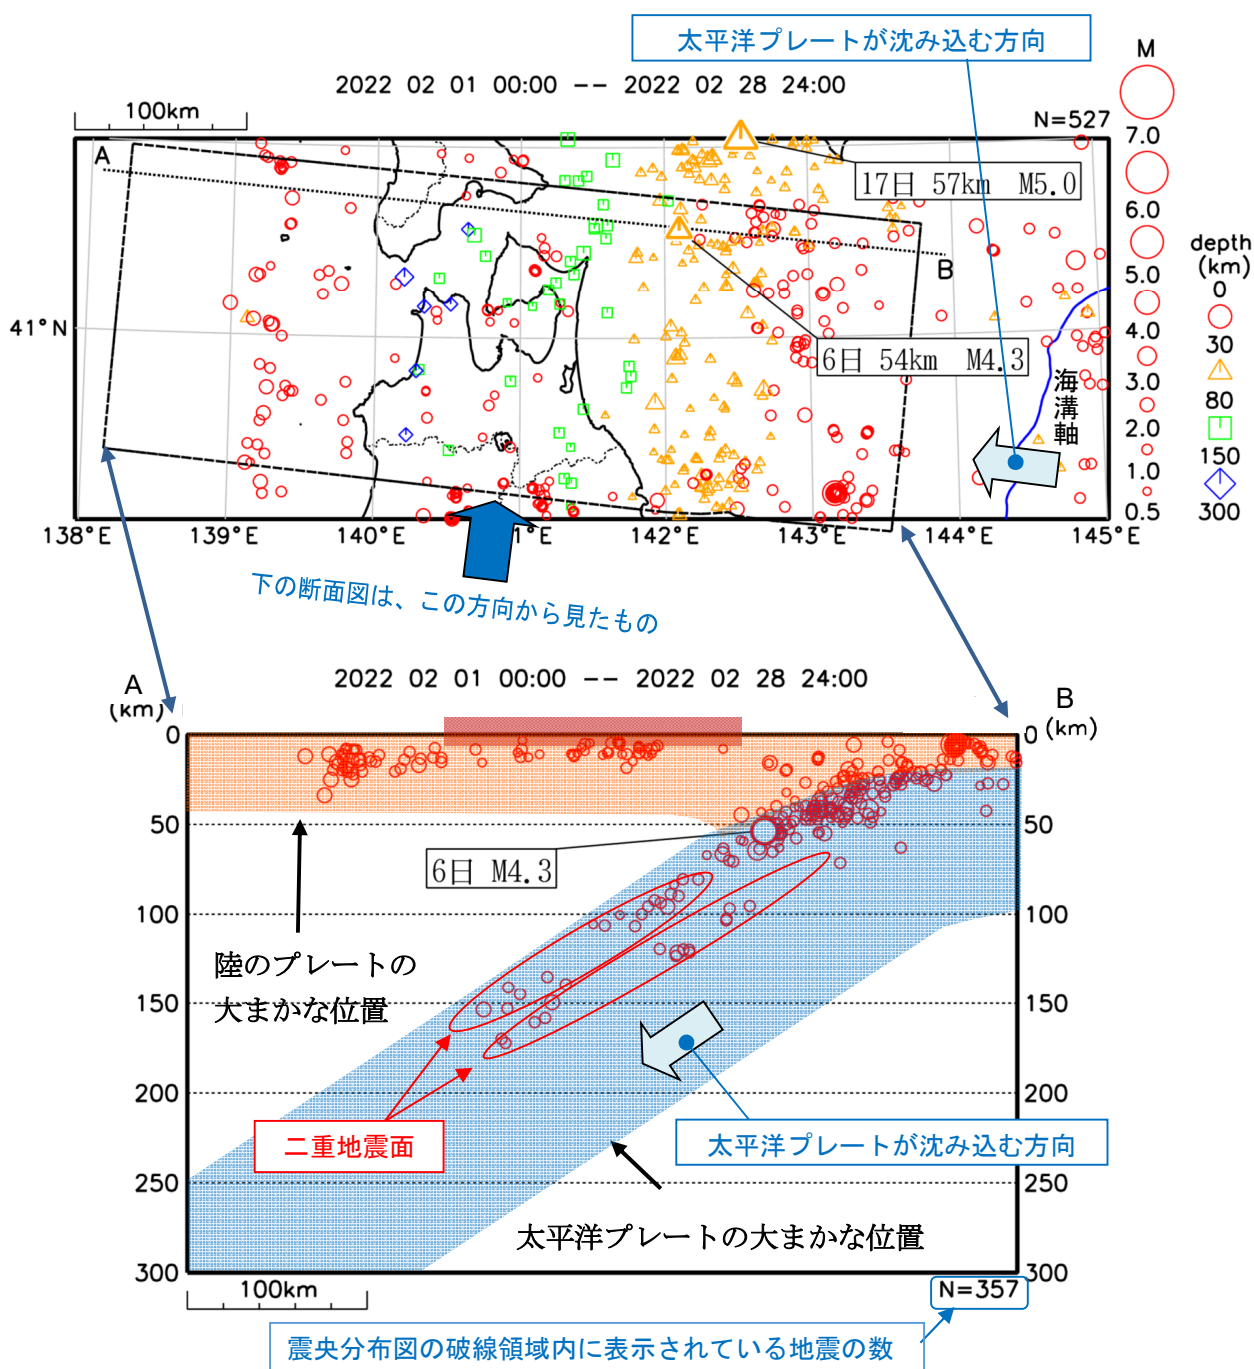 太平洋プレートが沈み込む方向
M
2022 02 01 00:00 -- 2022 02 28 24:00
100km
N=527
7.0
A
17日 57km M5.0
6.0
depth
(km)
B
5.0
0
4.0
41°N
30
6日 54km M4.3
3.0
海溝軸
80
2.0
150
1.0
0.5
300
138°E
139°E
140°E
141°E
142°E
143°E
144°E
145°E
下の断面図は、この方向から見たもの
2022 02 01 00:00 -- 2022 02 28 24:00
A
(km)
B
(km)
0
0
50
50
6日 M4.3
100
100
陸のプレートの
大まかな位置
150
150
200
200
二重地震面
太平洋プレートが沈み込む方向
250
250
太平洋プレートの大まかな位置
300
300
100km
N=357
震央分布図の破線領域内に表示されている地震の数